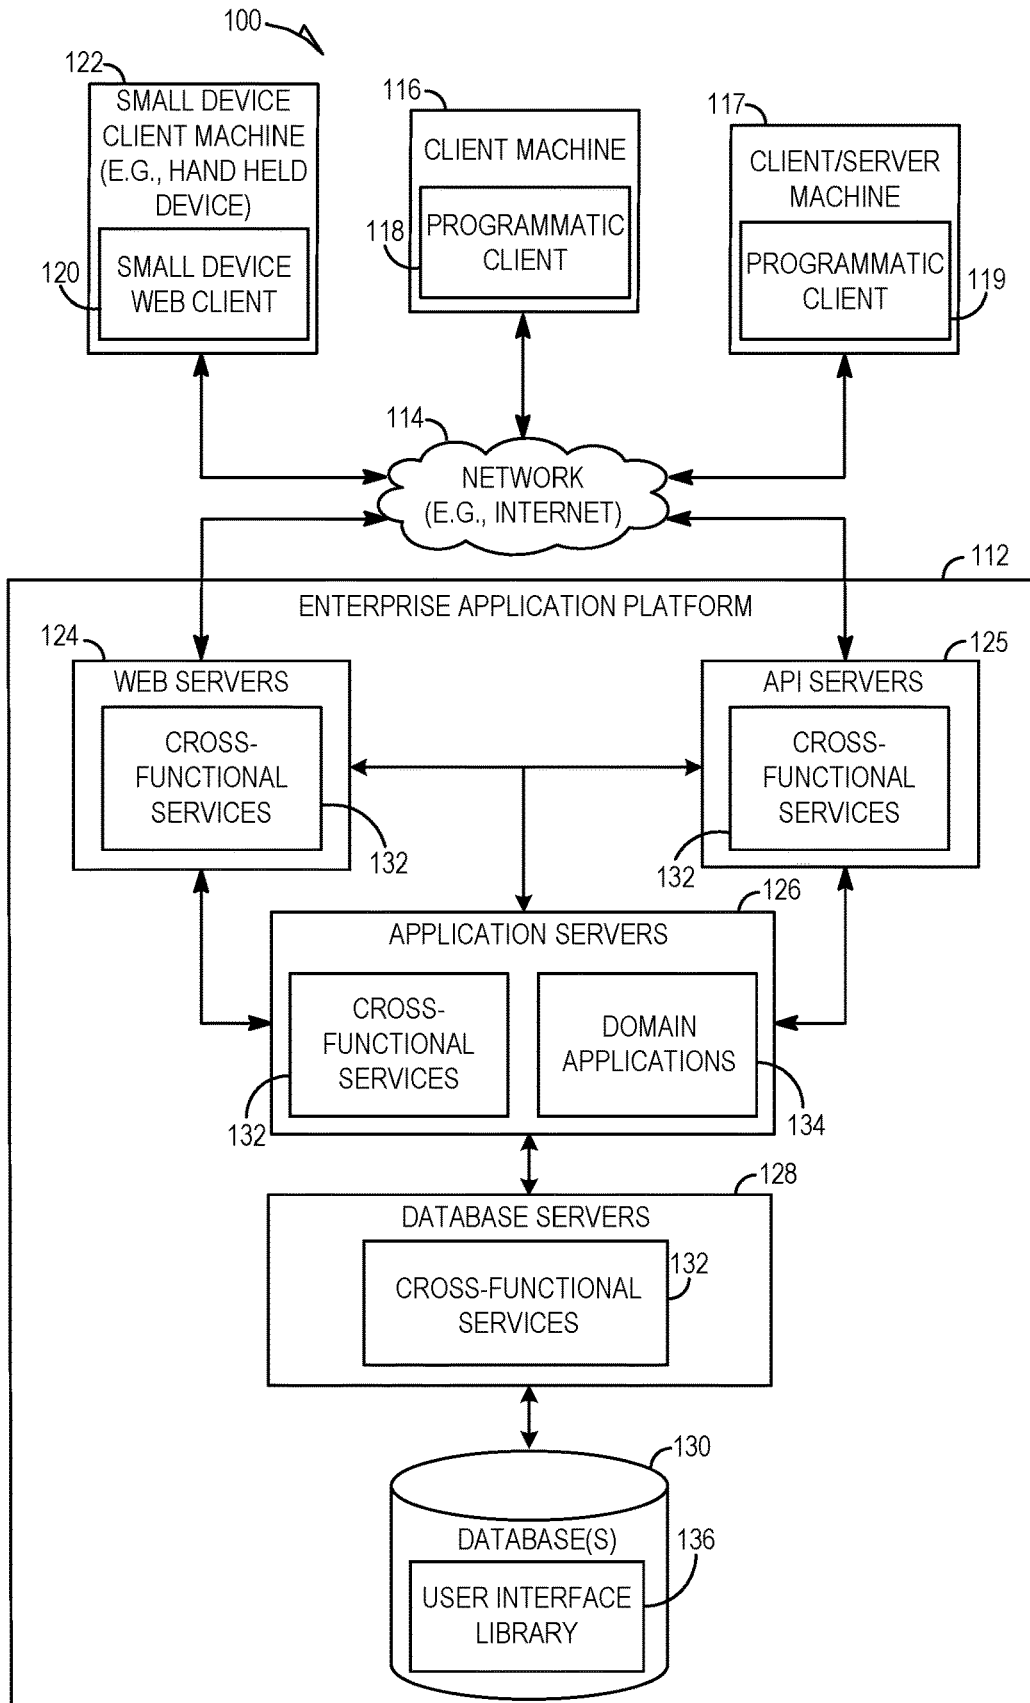 100
122
SMALL DEVICE
CLIENT MACHINE
(E.G., HAND HELD
DEVICE)
120
SMALL DEVICE
WEB CLIENT
116
CLIENT MACHINE
118
PROGRAMMATIC
CLIENT
117
CLIENT/SERVER
MACHINE
PROGRAMMATIC
CLIENT
119
114
NETWORK
(E.G., INTERNET)
112
ENTERPRISE APPLICATION PLATFORM
124
WEB SERVERS
CROSS-
FUNCTIONAL
SERVICES
132
125
API SERVERS
CROSS-
FUNCTIONAL
SERVICES
132
126
APPLICATION SERVERS
CROSS-
FUNCTIONAL
SERVICES
132
DOMAIN
APPLICATIONS
134
128
DATABASE SERVERS
132
CROSS-FUNCTIONAL
SERVICES
130
DATABASE(S)
136
USER INTERFACE
LIBRARY